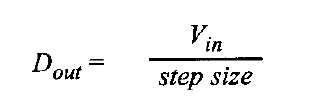 D_out = V_in / step size